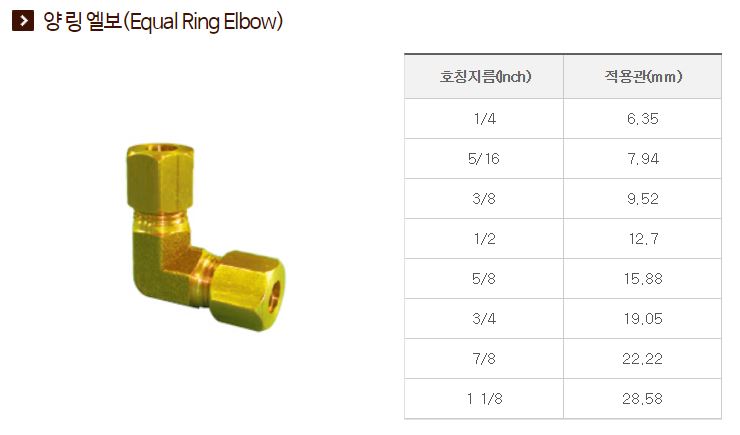 양 링 엘보(Equal Ring Elbow)
호칭지름(Inch) 적용관(mm)
1/4 6.35
5/16 7.94
3/8 9.52
1/2 12.7
5/8 15.88
3/4 19.05
7/8 22.22
1 1/8 28.58